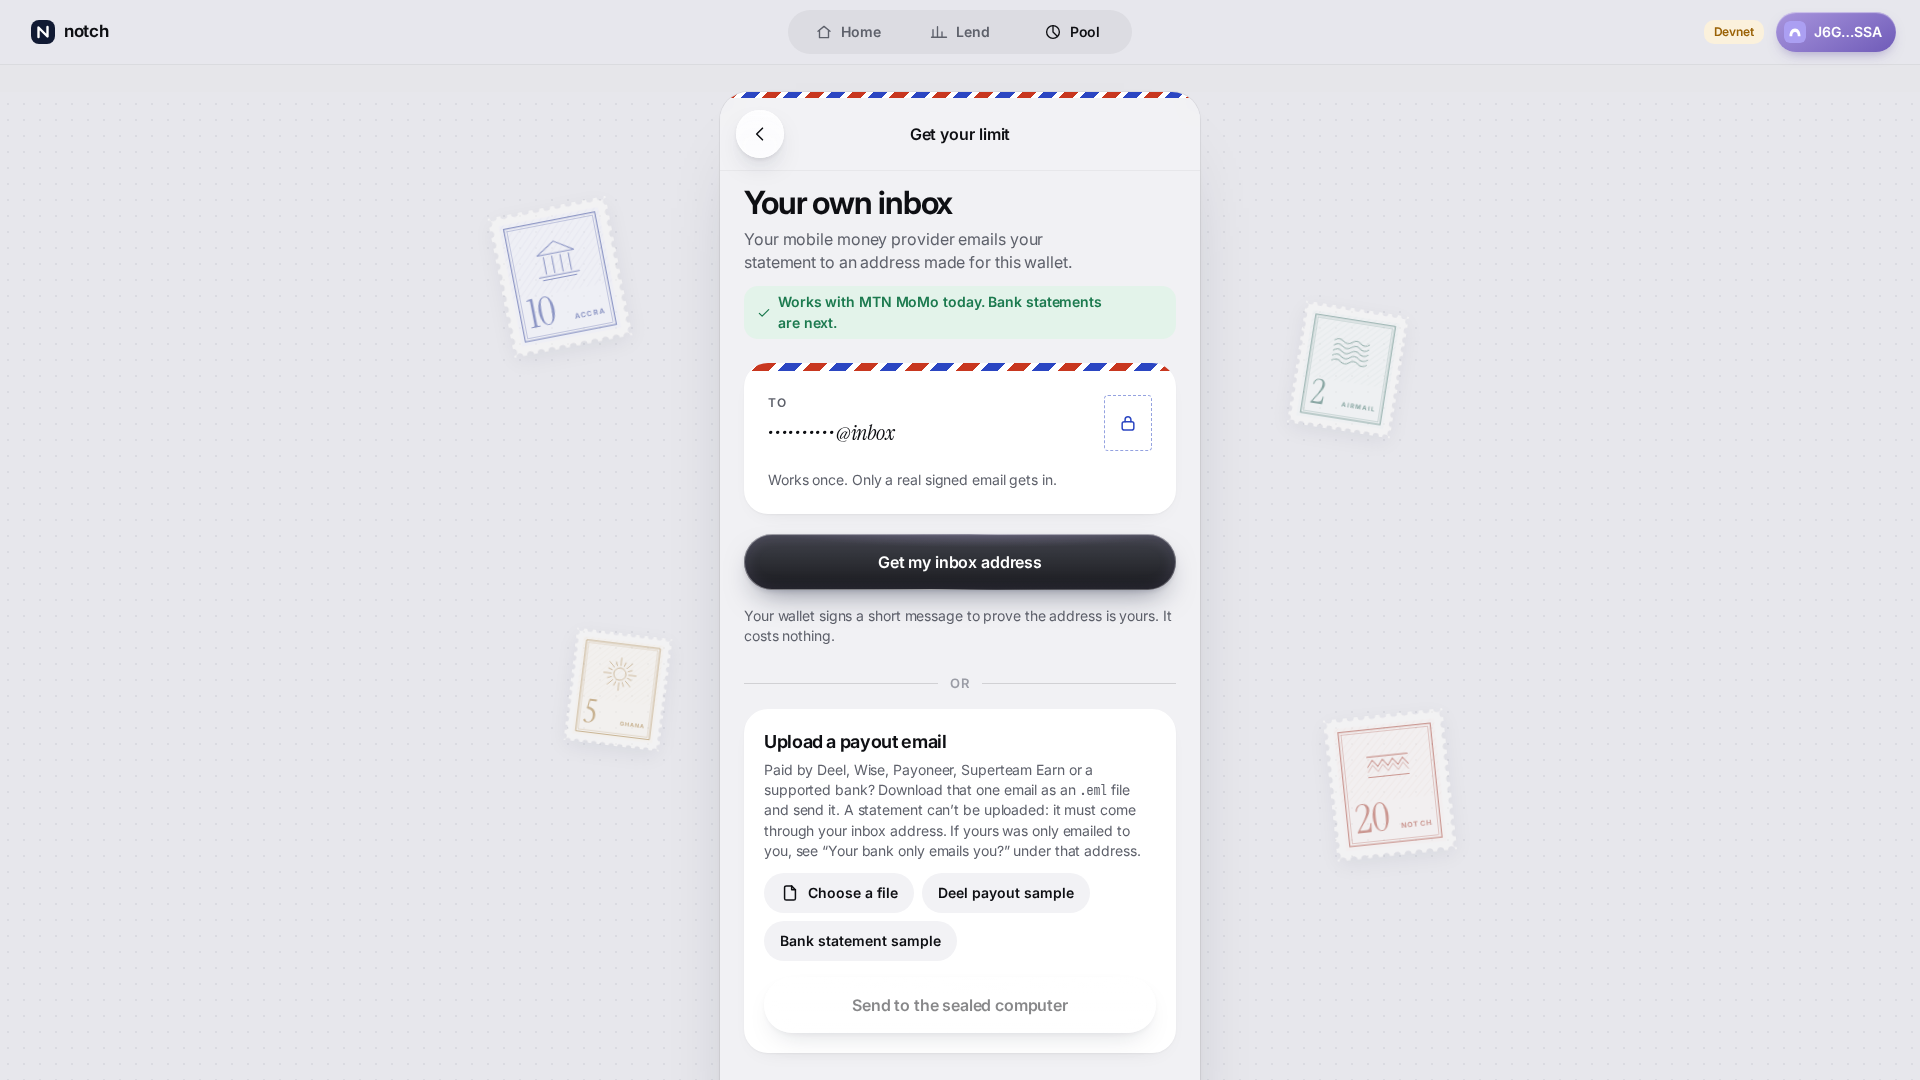 notch
Home
Lend
Pool
Devnet
J6G...SSA
Get your limit
Your own inbox
Your mobile money provider emails your
statement to an address made for this wallet.
Works with MTN MoMo today. Bank statements
are next.
TO
··········@inbox
Works once. Only a real signed email gets in.
Get my inbox address
Your wallet signs a short message to prove the address is yours. It
costs nothing.
OR
Upload a payout email
Paid by Deel, Wise, Payoneer, Superteam Earn or a
supported bank? Download that one email as an .eml file
and send it. A statement can’t be uploaded: it must come
through your inbox address. If yours was only emailed to
you, see “Your bank only emails you?” under that address.
Choose a file
Deel payout sample
Bank statement sample
Send to the sealed computer
10 ACCRA
2 AIRMAIL
5 GHANA
20 NOTCH